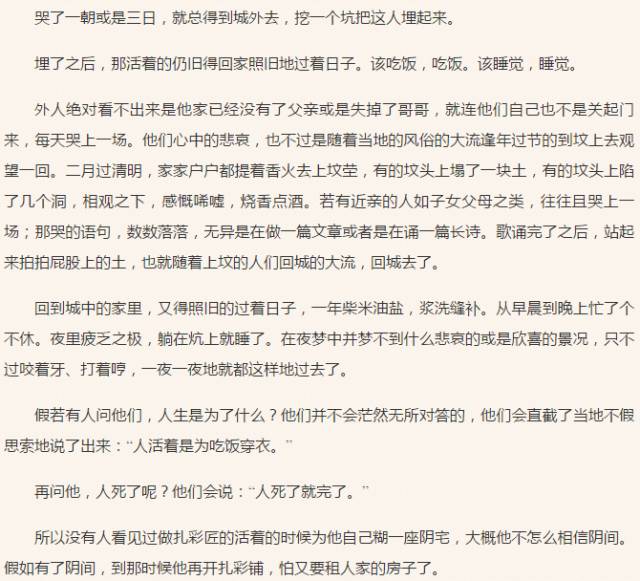 哭了一朝或是三日，就总得到城外去，挖一个坑把这人埋起来。
埋了之后，那活着的仍旧得回家照旧地过着日子。该吃饭，吃饭。该睡觉，睡觉。
外人绝对看不出来是他家已经没有了父亲或是失掉了哥哥，就连他们自己也不是关起门
来，每天哭上一场。他们心中的悲哀，也不过是随着当地的风俗的大流逢年过节的到坟上去观
望一回。二月过清明，家家户户都提着香火去上坟茔，有的坟头上塌了一块土，有的坟头上陷
了几个洞，相观之下，感慨唏嘘，烧香点酒。若有近亲的人如子女父母之类，往往且哭上一
场；那哭的语句，数数落落，无异是在做一篇文章或者是在诵一篇长诗。歌诵完了之后，站起
来拍拍屁股上的土，也就随着上坟的人们回城的大流，回城去了。
回到城中的家里，又得照旧的过着日子，一年柴米油盐，浆洗缝补。从早晨到晚上忙了个
不休。夜里疲乏之极，躺在炕上就睡了。在夜梦中并梦不到什么悲哀的或是欣喜的景况，只不
过咬着牙、打着哼，一夜一夜地就都这样地过去了。
假若有人问他们，人生是为了什么？他们并不会茫然无所对答的，他们会直截了当地不假
思索地说了出来：“人活着是为吃饭穿衣。”
再问他，人死了呢？他们会说：“人死了就完了。”
所以没有人看见过做扎彩匠的活着的时候为他自己糊一座阴宅，大概他不怎么相信阴间。
假如有了阴间，到那时候他再开扎彩铺，怕又要租人家的房子了。